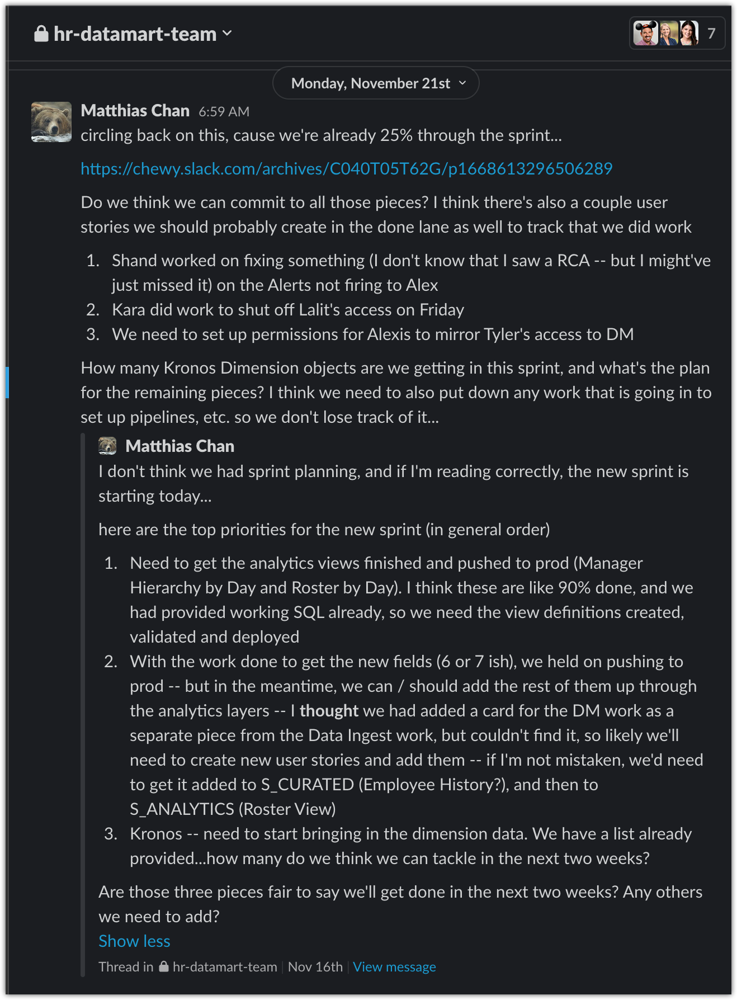 hr-datamart-team
7
Monday, November 21st
Matthias Chan 6:59 AM
circling back on this, cause we're already 25% through the sprint...
https://chewy.slack.com/archives/C040T05T62G/p1668613296506289
Do we think we can commit to all those pieces? I think there's also a couple user
stories we should probably create in the done lane as well to track that we did work
1. Shand worked on fixing something (I don't know that I saw a RCA -- but I might've
just missed it) on the Alerts not firing to Alex
2. Kara did work to shut off Lalit's access on Friday
3. We need to set up permissions for Alexis to mirror Tyler's access to DM
How many Kronos Dimension objects are we getting in this sprint, and what's the plan
for the remaining pieces? I think we need to also put down any work that is going in to
set up pipelines, etc. so we don't lose track of it...
Matthias Chan
I don't think we had sprint planning, and if I'm reading correctly, the new sprint is
starting today...
here are the top priorities for the new sprint (in general order)
1. Need to get the analytics views finished and pushed to prod (Manager
Hierarchy by Day and Roster by Day). I think these are like 90% done, and we
had provided working SQL already, so we need the view definitions created,
validated and deployed
2. With the work done to get the new fields (6 or 7 ish), we held on pushing to
prod -- but in the meantime, we can / should add the rest of them up through
the analytics layers -- I thought we had added a card for the DM work as a
separate piece from the Data Ingest work, but couldn't find it, so likely we'll
need to create new user stories and add them -- if I'm not mistaken, we'd need
to get it added to S_CURATED (Employee History?), and then to
S_ANALYTICS (Roster View)
3. Kronos -- need to start bringing in the dimension data. We have a list already
provided...how many do we think we can tackle in the next two weeks?
Are those three pieces fair to say we'll get done in the next two weeks? Any others
we need to add?
Show less
Thread in hr-datamart-team | Nov 16th | View message